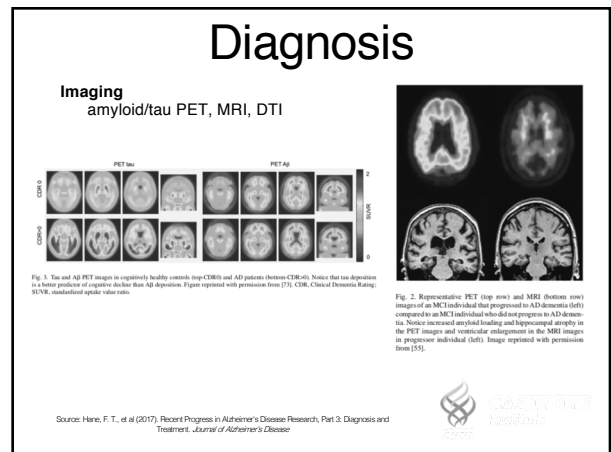 Diagnosis
Imaging
amyloid/tau PET, MRI, DTI
PET tau
PET Aβ
CDR 0
CDR>0
2
SUVR
0
Fig. 3. Tau and Aβ PET images in cognitively healthy controls (top-CDR0) and AD patients (bottom-CDR>0). Notice that tau deposition
is a better predictor of cognitive decline than Aβ deposition. Figure reprinted with permission from [73]. CDR, Clinical Dementia Rating;
SUVR, standardized uptake value ratio.
Fig. 2. Representative PET (top row) and MRI (bottom row)
images of an MCI individual that progressed to AD dementia (left)
compared to an MCI individual who did not progress to AD demen-
tia. Notice increased amyloid loading and hippocampal atrophy in
the PET images and ventricular enlargement in the MRI images
in progressor individual (left). Image reprinted with permission
from [55].
Source: Hane, F. T., et al (2017). Recent Progress in Alzheimer's Disease Research, Part 3: Diagnosis and
Treatment. Journal of Alzheimer's Disease